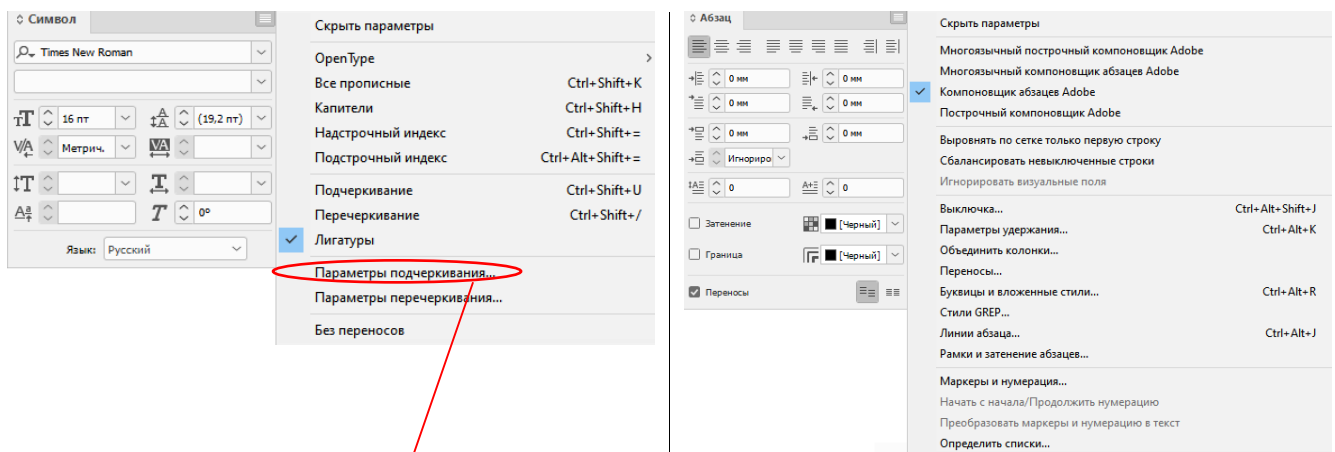 Символ
Times New Roman
16 пт
(19,2 пт)
Метрич.
0°
Язык: Русский
Скрыть параметры
OpenType
Все прописные Ctrl+Shift+K
Капители Ctrl+Shift+H
Надстрочный индекс Ctrl+Shift+=
Подстрочный индекс Ctrl+Alt+Shift+=
Подчеркивание Ctrl+Shift+U
Перечеркивание Ctrl+Shift+/
Лигатуры
Параметры подчеркивания...
Параметры перечеркивания...
Без переносов
Абзац
0 мм 0 мм
0 мм 0 мм
0 мм 0 мм
Игнориро
0 0
Затенение [Черный]
Граница [Черный]
Переносы
Скрыть параметры
Многоязычный построчный компоновщик Adobe
Многоязычный компоновщик абзацев Adobe
Компоновщик абзацев Adobe
Построчный компоновщик Adobe
Выровнять по сетке только первую строку
Сбалансировать невыключенные строки
Игнорировать визуальные поля
Выключка... Ctrl+Alt+Shift+J
Параметры удержания... Ctrl+Alt+K
Объединить колонки...
Переносы...
Буквицы и вложенные стили... Ctrl+Alt+R
Стили GREP...
Линии абзаца... Ctrl+Alt+J
Рамки и затенение абзацев...
Маркеры и нумерация...
Начать с начала/Продолжить нумерацию
Преобразовать маркеры и нумерацию в текст
Определить списки...